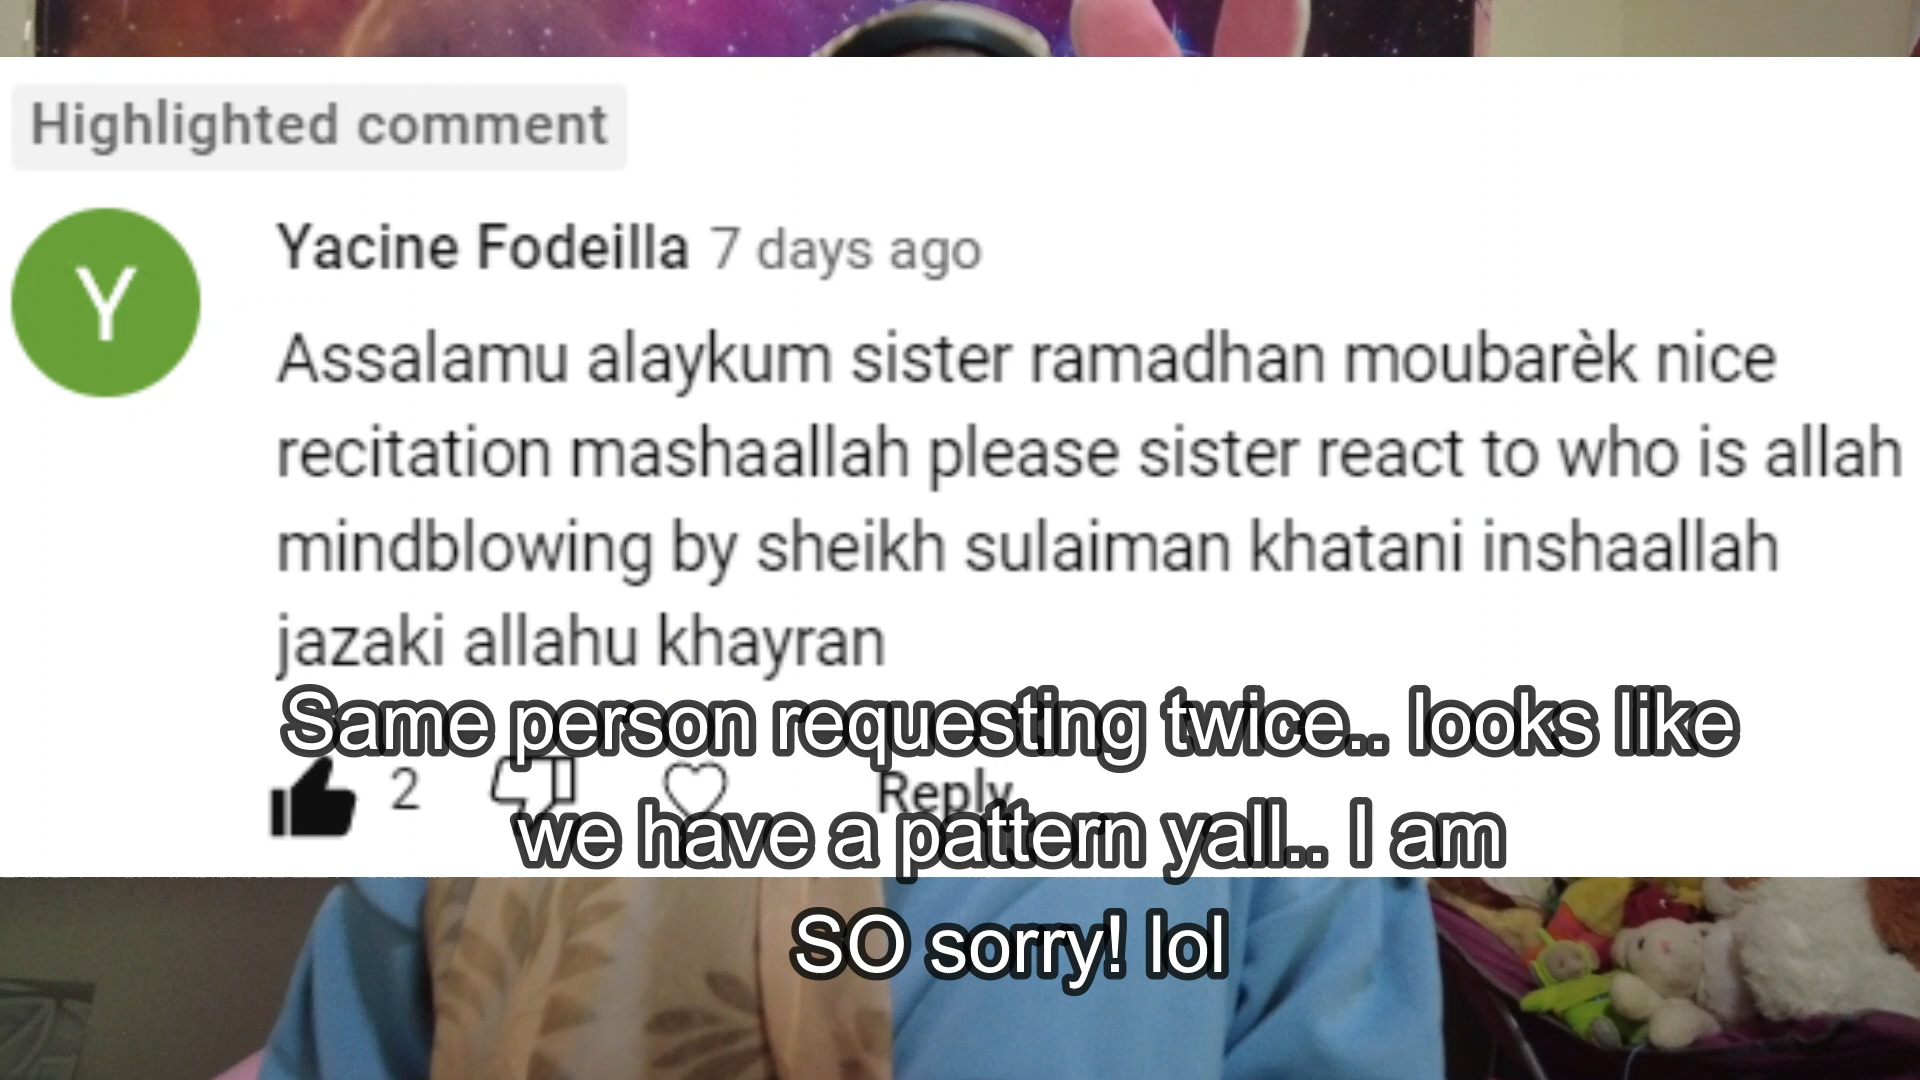 Highlighted comment
Y
Yacine Fodeilla 7 days ago
Assalamu alaykum sister ramadhan moubarèk nice
recitation mashaallah please sister react to who is allah
mindblowing by sheikh sulaiman khatani inshaallah
jazaki allahu khayran
Same person requesting twice.. looks like
2 Reply
we have a pattern yall.. I am
SO sorry! lol